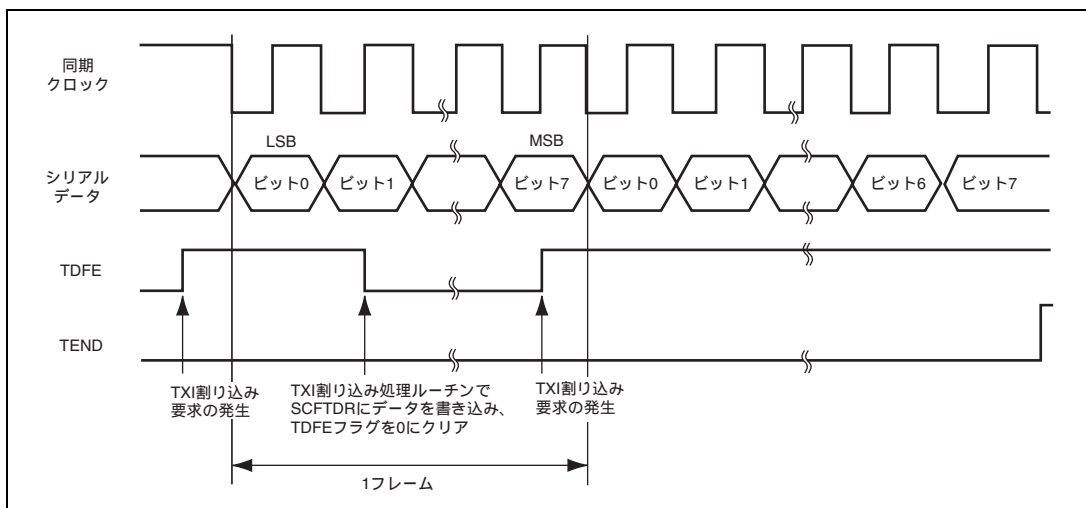 同期
クロック
LSB
MSB
シリアル
データ
ビット0
ビット1
ビット7
ビット0
ビット1
ビット6
ビット7
TDFE
TEND
TXI割り込み
要求の発生
TXI割り込み処理ルーチンで
SCFTDRにデータを書き込み、
TDFEフラグを0にクリア
TXI割り込み
要求の発生
1フレーム